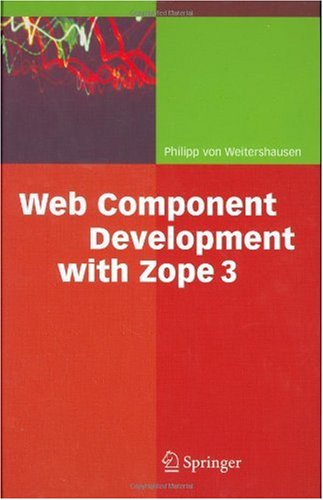 Philipp von Weitershausen
Web Component
Development
with Zope 3
Springer